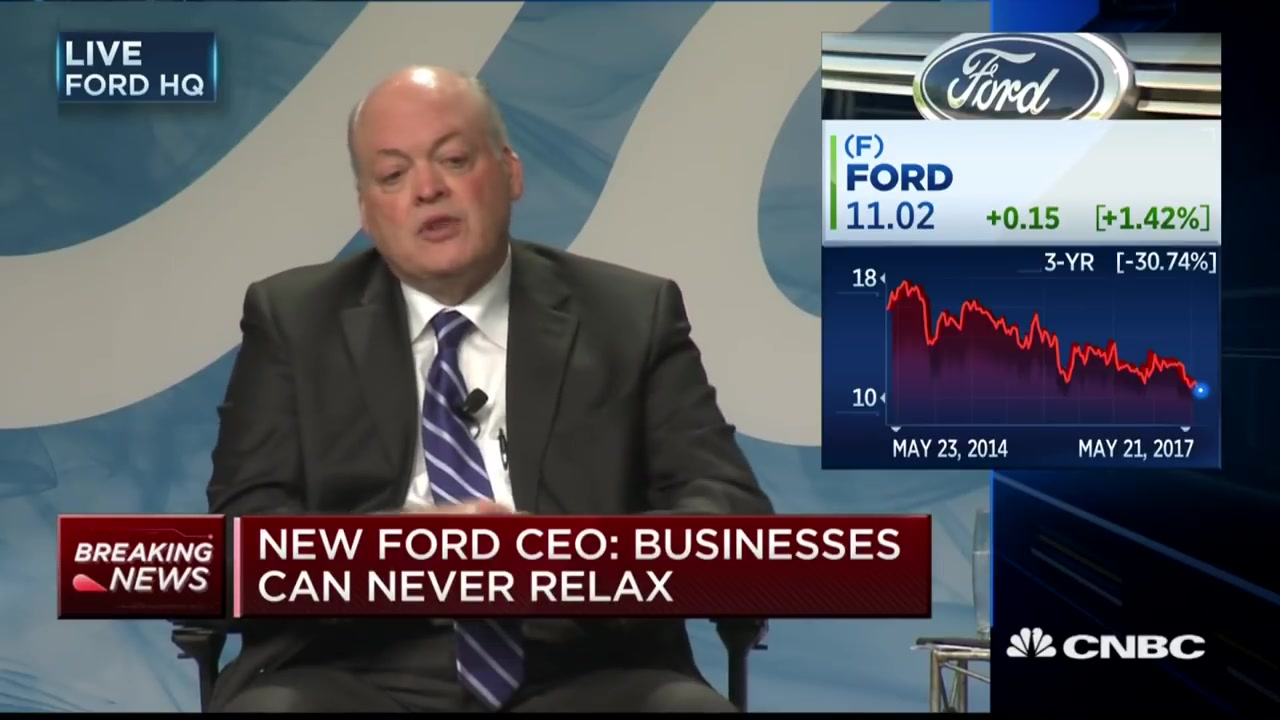 LIVE
FORD HQ
Ford
(F)
FORD
11.02 +0.15 [+1.42%]
3-YR [-30.74%]
18
10
MAY 23, 2014 MAY 21, 2017
BREAKING
NEWS
NEW FORD CEO: BUSINESSES
CAN NEVER RELAX
CNBC